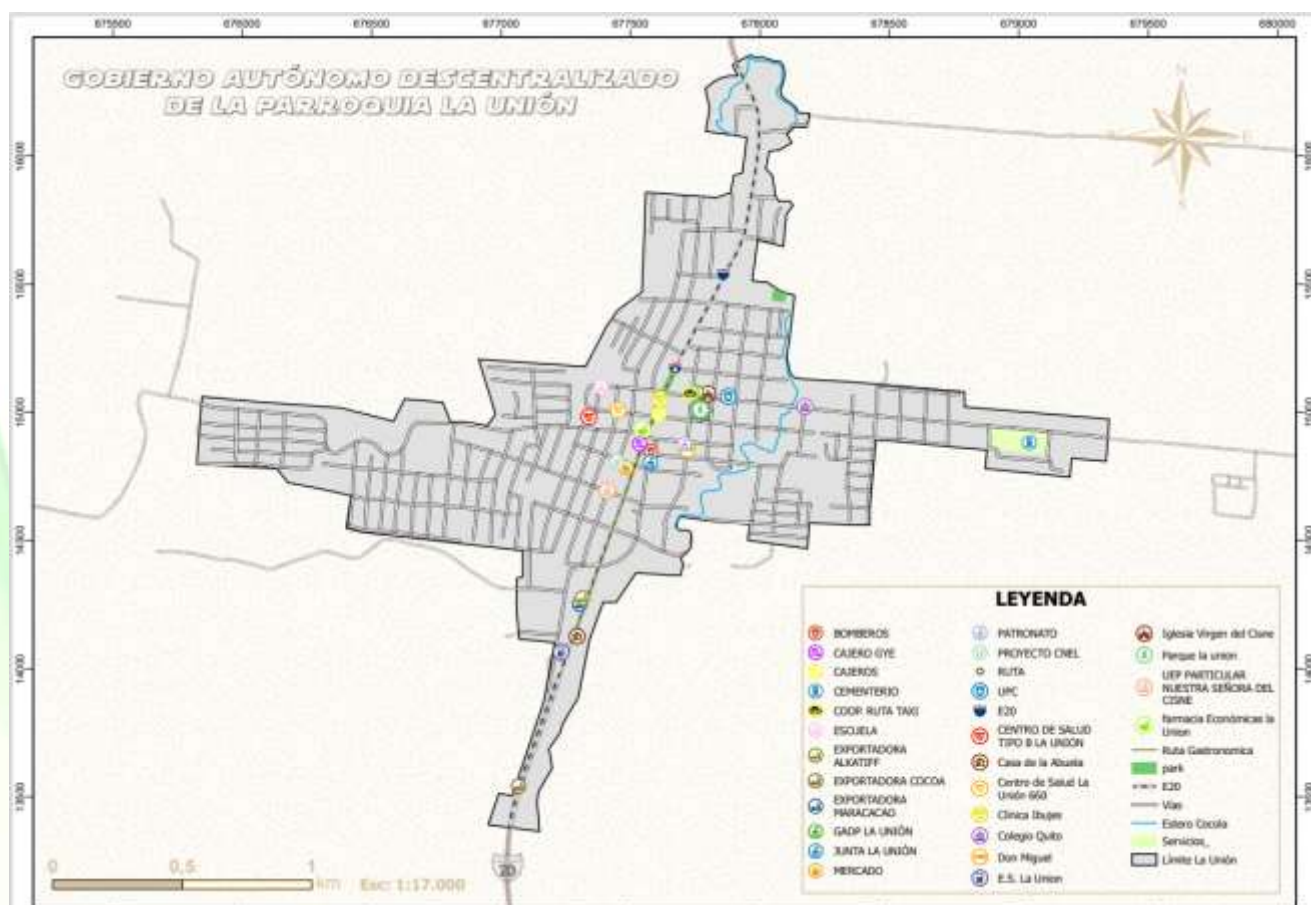 675500 676000 676500 677000 677500 678000 678500 679000 679500 680000
GOBIERNO AUTÓNOMO DESCENTRALIZADO
DE LA PARROQUIA LA UNIÓN
N
20
0 0,5 1 km Esc: 1:17.000
LEYENDA
BOMBEROS
CAJERO GYE
CAJEROS
CEMENTERIO
COOP. RUTA TAXI
ESCUELA
EXPORTADORA
ALKATIFF
EXPORTADORA COCOA
EXPORTADORA
MARACACAO
GADP LA UNIÓN
JUNTA LA UNIÓN
MERCADO
PATRONATO
PROYECTO CNEL
RUTA
UPC
E20
CENTRO DE SALUD
TIPO B LA UNIÓN
Casa de la Abuela
Centro de Salud La
Unión 660
Clinica Ibujes
Colegio Quito
Don Miguel
E.S. La Union
Iglesia Virgen del Cisne
Parque la union
UEP PARTICULAR
NUESTRA SEÑORA DEL
CISNE
farmacia Económicas la
Union
Ruta Gastronomica
park
E20
Vias
Estero Cocola
Servicios_
Límite La Unión